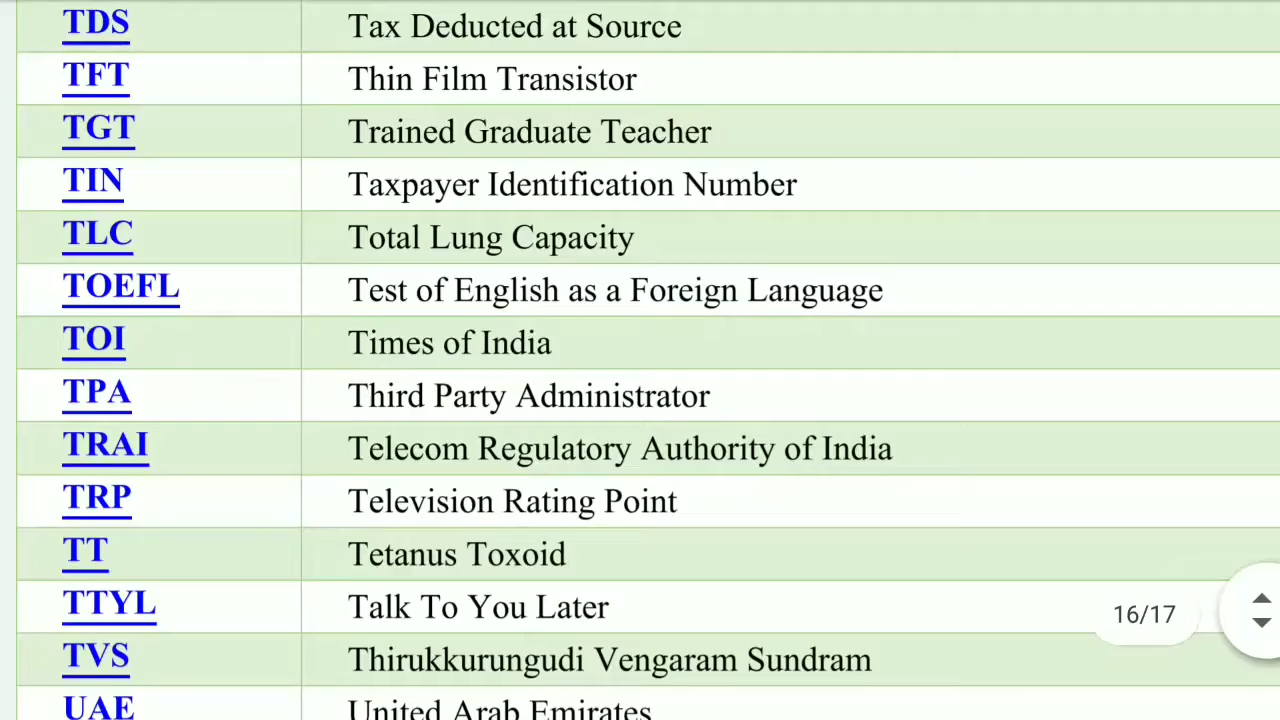 TDS Tax Deducted at Source
TFT Thin Film Transistor
TGT Trained Graduate Teacher
TIN Taxpayer Identification Number
TLC Total Lung Capacity
TOEFL Test of English as a Foreign Language
TOI Times of India
TPA Third Party Administrator
TRAI Telecom Regulatory Authority of India
TRP Television Rating Point
TT Tetanus Toxoid
TTYL Talk To You Later
16/17
TVS Thirukkurungudi Vengaram Sundram
UAE United Arab Emirates